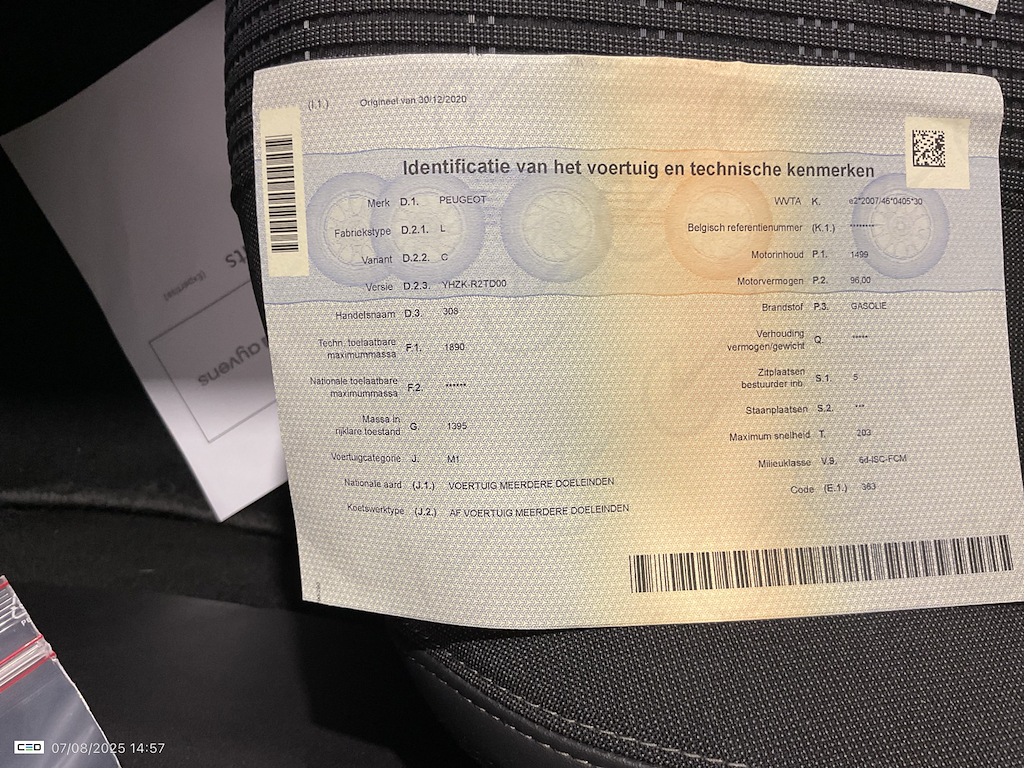 (I.1.) Origineel van 30/12/2020
Identificatie van het voertuig en technische kenmerken
Merk D.1. PEUGEOT
Fabriekstype D.2.1. L
Variant D.2.2. C
Versie D.2.3. YHZK-R2TD00
Handelsnaam D.3. 308
Techn. toelaatbare
maximummassa F.1. 1890
Nationale toelaatbare
maximummassa F.2. ******
Massa in
rijklare toestand G. 1395
Voertuigcategorie J. M1
Nationale aard (J.1.) VOERTUIG MEERDERE DOELEINDEN
Koetswerktype (J.2.) AF VOERTUIG MEERDERE DOELEINDEN
WVTA K. e2*2007/46*0405*30
Belgisch referentienummer (K.1.) ********
Motorinhoud P.1. 1499
Motorvermogen P.2. 96,00
Brandstof P.3. GASOLIE
Verhouding
vermogen/gewicht Q. *****
Zitplaatsen
bestuurder inb. S.1. 5
Staanplaatsen S.2. ***
Maximum snelheid T. 203
Milieuklasse V.9. 6d-ISC-FCM
Code (E.1.) 363
ayvens
CEO 07/08/2025 14:57